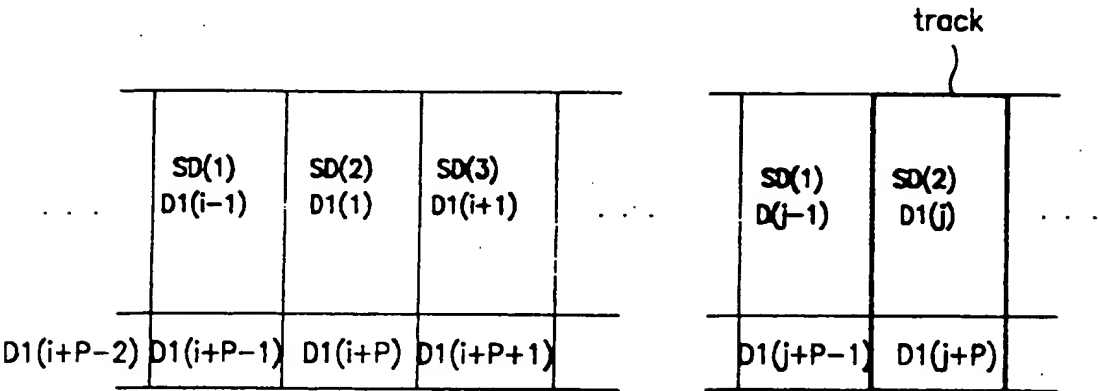 track
SD(1) SD(2) SD(3) SD(1) SD(2)
. . . . D1(i−1) D1(1) D1(i+1) . . . . D(j−1) D1(j) . . . .
D1(i+P−2) D1(i+P−1) D1(i+P) D1(i+P+1) D1(j+P−1) D1(j+P)